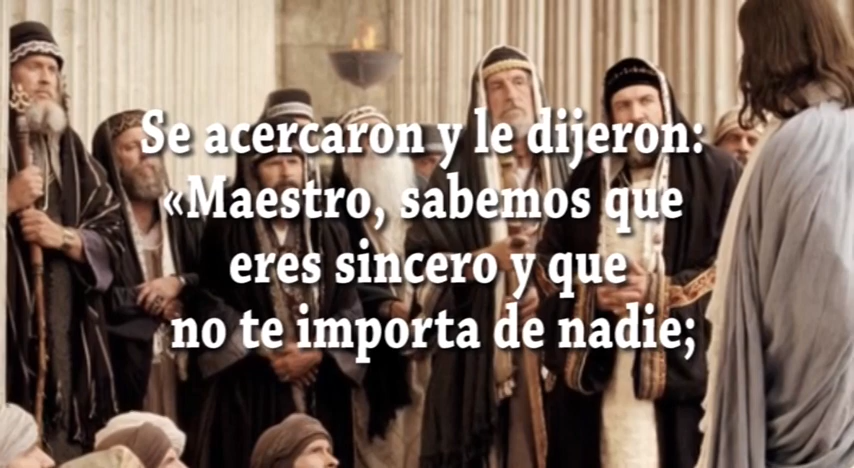 Se acercaron y le dijeron:
«Maestro, sabemos que
eres sincero y que
no te importa de nadie;